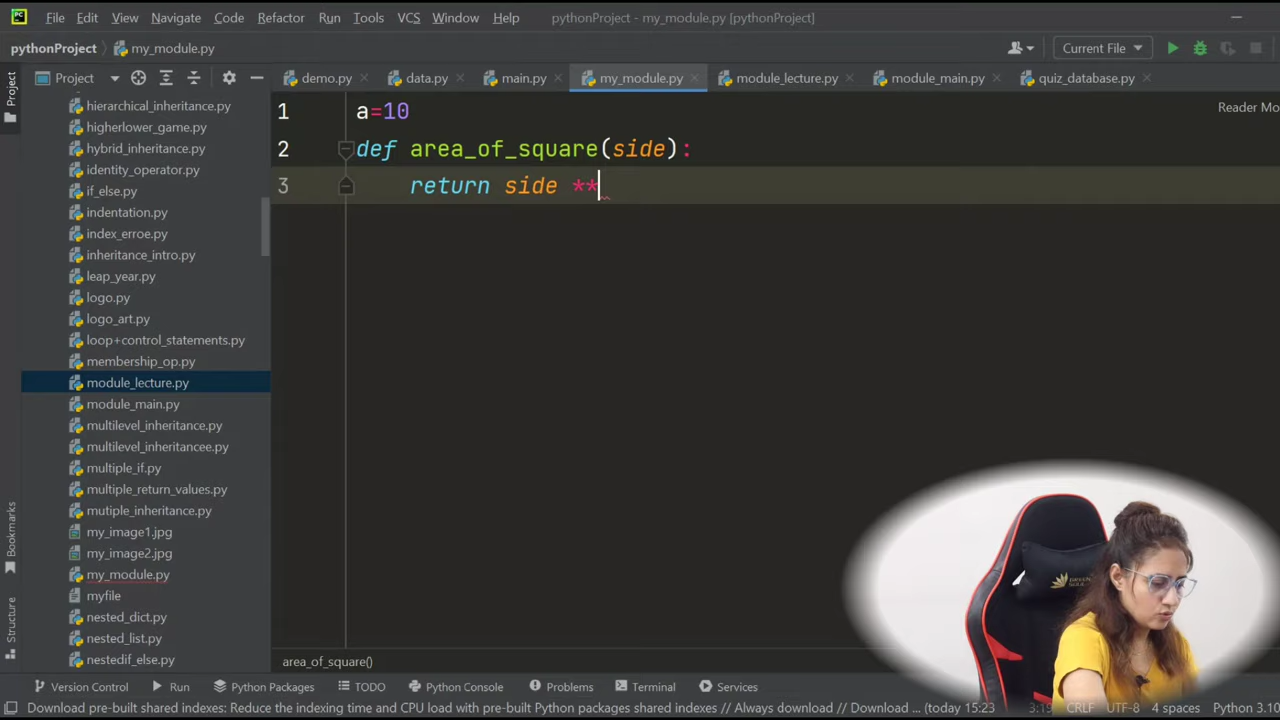 File Edit View Navigate Code Refactor Run Tools VCS Window Help pythonProject - my_module.py [pythonProject]
pythonProject my_module.py Current File
Project demo.py data.py main.py my_module.py module_lecture.py module_main.py quiz_database.py
Project
hierarchical_inheritance.py
higherlower_game.py
hybrid_inheritance.py
identity_operator.py
if_else.py
indentation.py
index_erroe.py
inheritance_intro.py
leap_year.py
logo.py
logo_art.py
loop+control_statements.py
membership_op.py
module_lecture.py
module_main.py
multilevel_inheritance.py
multilevel_inheritancee.py
multiple_if.py
multiple_return_values.py
mutiple_inheritance.py
my_image1.jpg
my_image2.jpg
my_module.py
myfile
nested_dict.py
nested_list.py
nestedif_else.py
Bookmarks
Structure
1 a=10
Reader Mo
2 def area_of_square(side):
3 return side **
area_of_square()
Version Control Run Python Packages TODO Python Console Problems Terminal Services
Download pre-built shared indexes: Reduce the indexing time and CPU load with pre-built Python packages shared indexes // Always download // Download ... (today 15:23 3:19 CRLF UTF-8 4 spaces Python 3.10